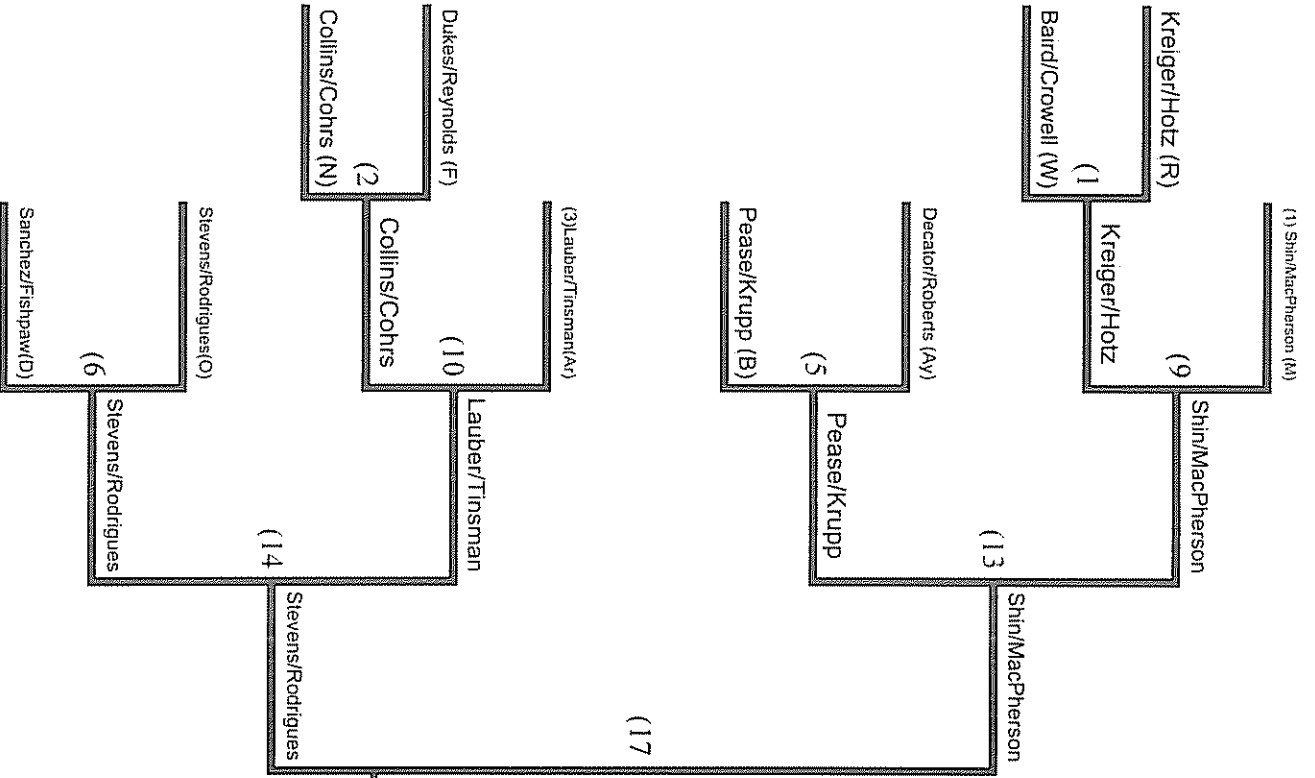 (1) Shin/MacPherson (M)
Kreiger/Hotz (R)
(1
Baird/Crowell (W)
Kreiger/Hotz
(9
Shin/MacPherson
Decator/Roberts (Ay)
(5
Pease/Krupp (B)
Pease/Krupp
(13
Shin/MacPherson
(3)Lauber/Tinsman(Ar)
Dukes/Reynolds (F)
(2
Collins/Cohrs (N)
Collins/Cohrs
(10
Lauber/Tinsman
Stevens/Rodrigues(O)
(6
Sanchez/Fishpaw(D)
Stevens/Rodrigues
(14
Stevens/Rodrigues
(17